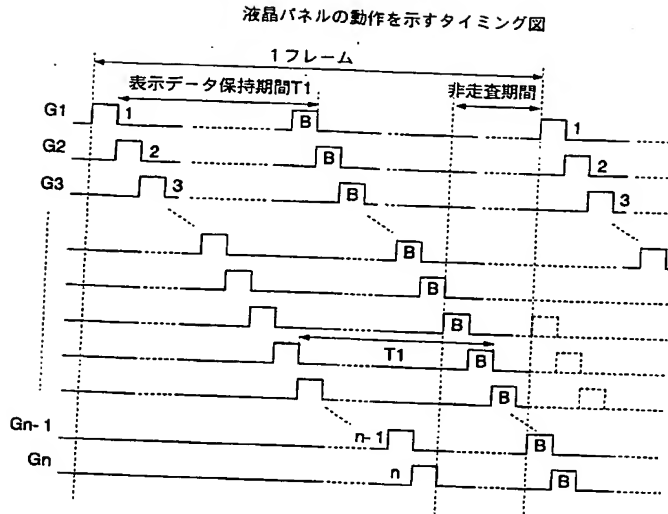 液晶パネルの動作を示すタイミング図
1フレーム
表示データ保持期間T1
非走査期間
G1 1 B 1
G2 2 B 2
G3 3 B 3
B
B
B
T1 B
B
Gn-1 n-1 B
Gn n B